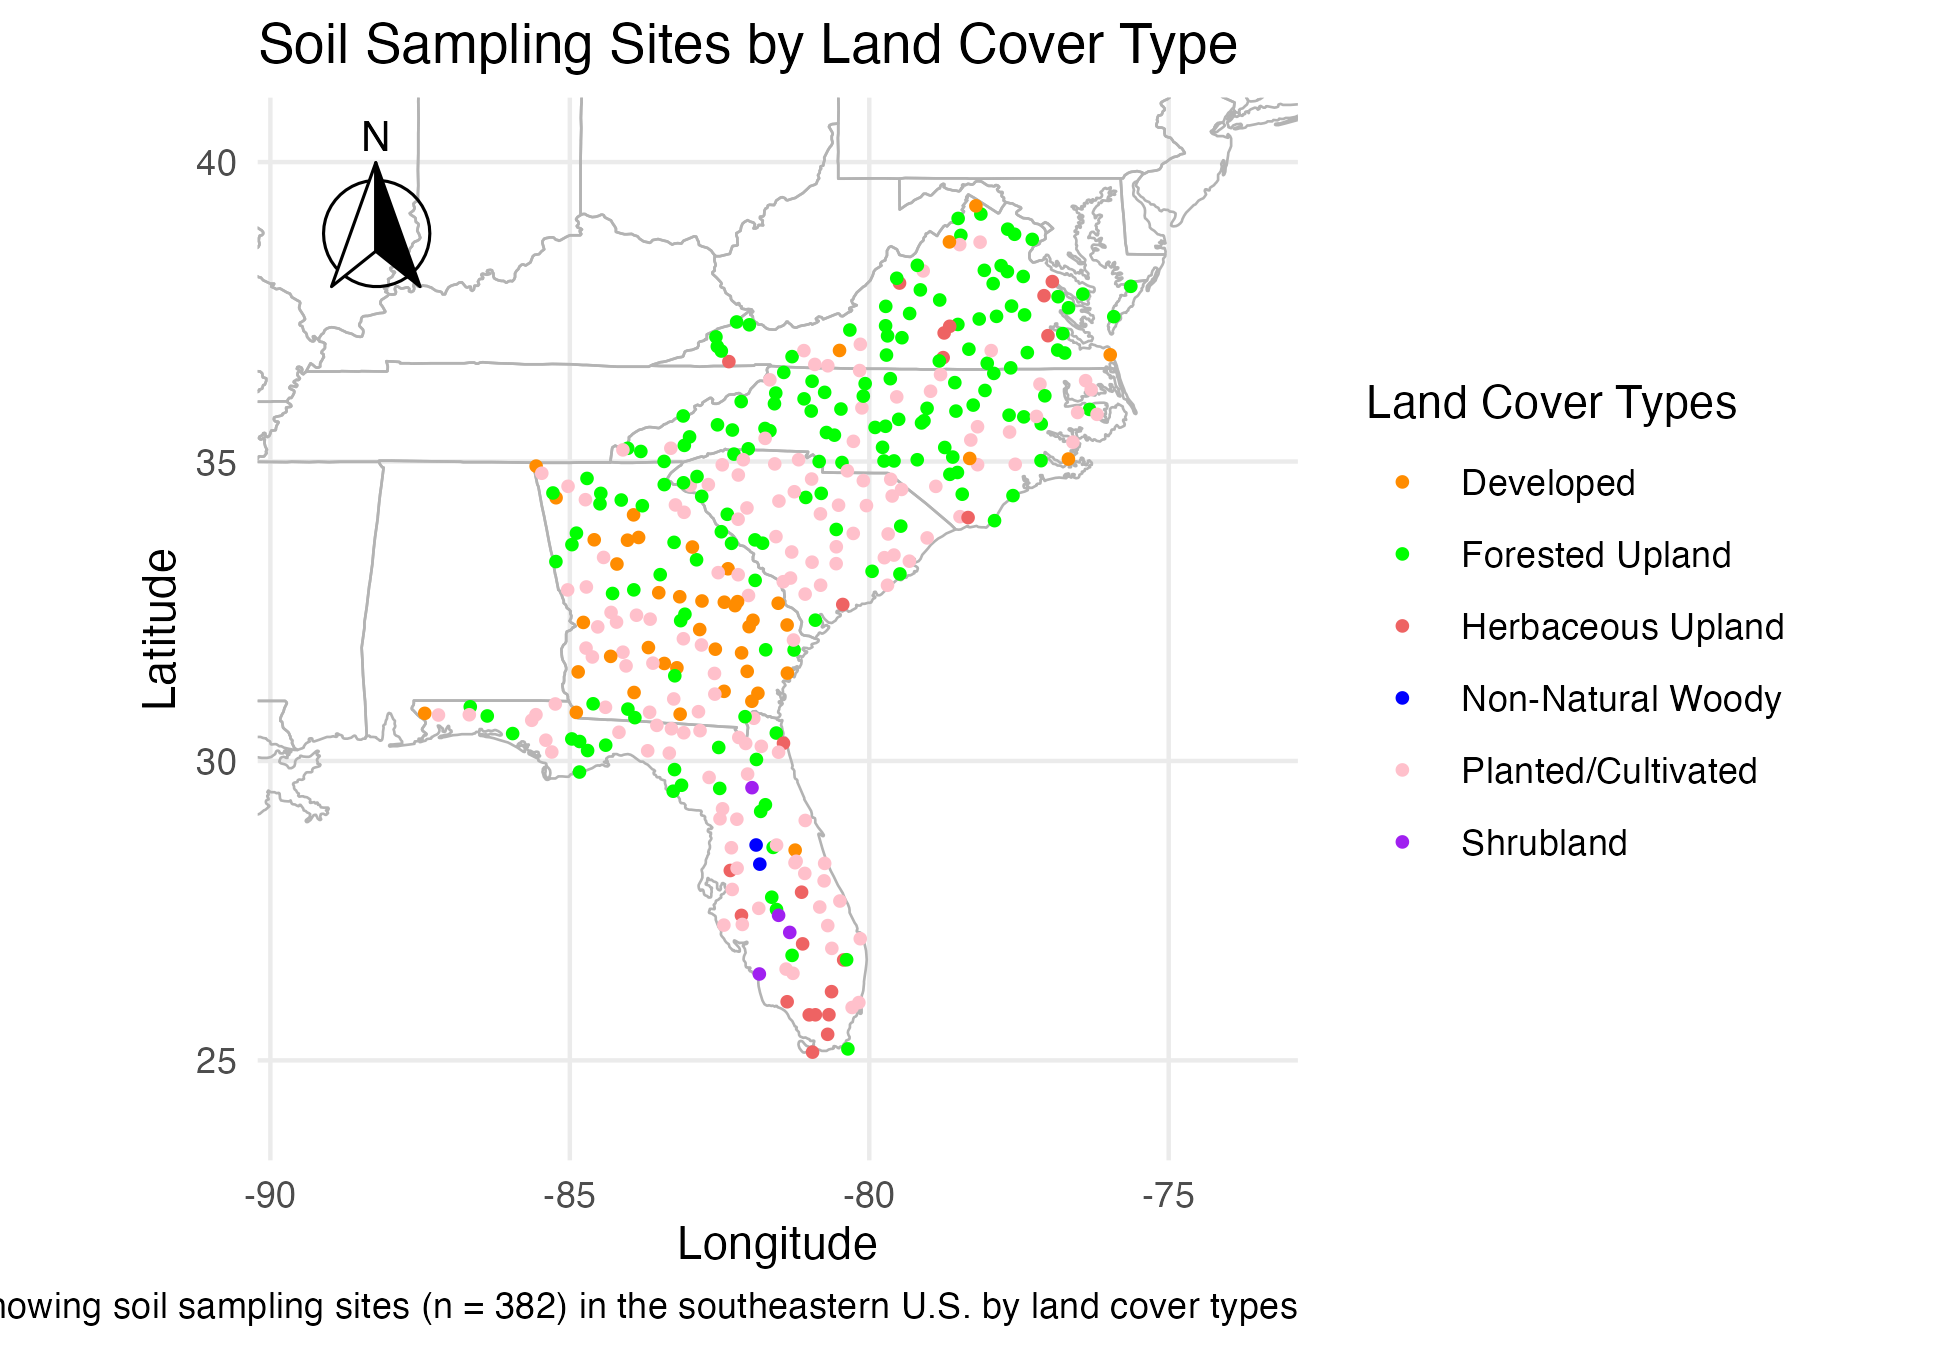 Soil Sampling Sites by Land Cover Type
N
40
35
30
25
Latitude
-90 -85 -80 -75
Longitude
Land Cover Types
Developed
Forested Upland
Herbaceous Upland
Non-Natural Woody
Planted/Cultivated
Shrubland
soil sampling sites (n = 382) in the southeastern U.S. by land cover types